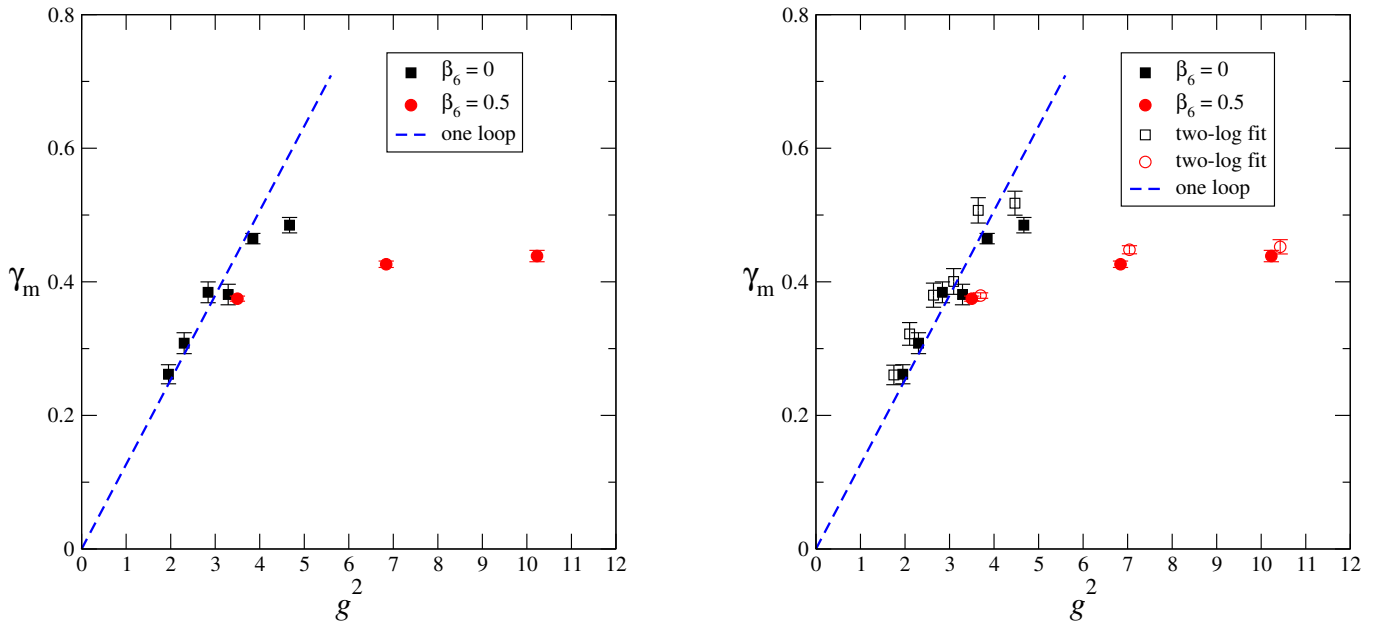 0.8
0.6
0.4
0.2
0
γm
0 1 2 3 4 5 6 7 8 9 10 11 12
g²
β6 = 0
β6 = 0.5
one loop
0.8
0.6
0.4
0.2
0
γm
0 1 2 3 4 5 6 7 8 9 10 11 12
g²
β6 = 0
β6 = 0.5
two-log fit
two-log fit
one loop